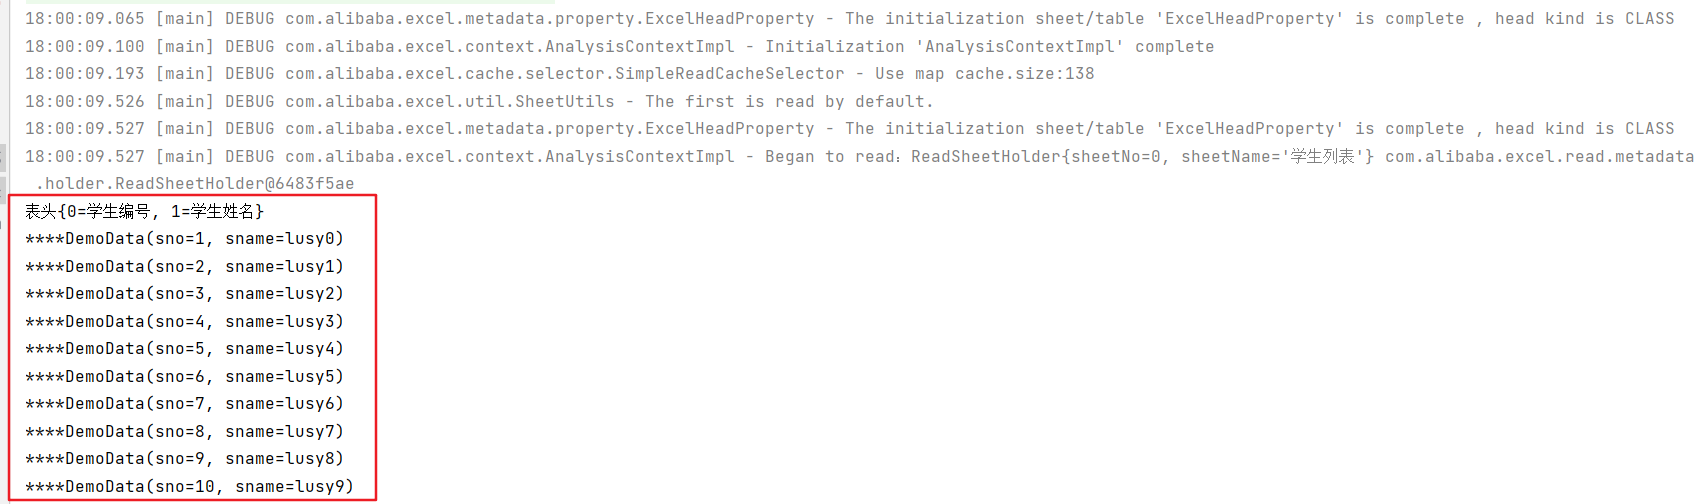 18:00:09.065 [main] DEBUG com.alibaba.excel.metadata.property.ExcelHeadProperty - The initialization sheet/table 'ExcelHeadProperty' is complete , head kind is CLASS
18:00:09.100 [main] DEBUG com.alibaba.excel.context.AnalysisContextImpl - Initialization 'AnalysisContextImpl' complete
18:00:09.193 [main] DEBUG com.alibaba.excel.cache.selector.SimpleReadCacheSelector - Use map cache.size:138
18:00:09.526 [main] DEBUG com.alibaba.excel.util.SheetUtils - The first is read by default.
18:00:09.527 [main] DEBUG com.alibaba.excel.metadata.property.ExcelHeadProperty - The initialization sheet/table 'ExcelHeadProperty' is complete , head kind is CLASS
18:00:09.527 [main] DEBUG com.alibaba.excel.context.AnalysisContextImpl - Began to read：ReadSheetHolder{sheetNo=0, sheetName='学生列表'} com.alibaba.excel.read.metadata
.holder.ReadSheetHolder@6483f5ae
表头{0=学生编号, 1=学生姓名}
****DemoData(sno=1, sname=lusy0)
****DemoData(sno=2, sname=lusy1)
****DemoData(sno=3, sname=lusy2)
****DemoData(sno=4, sname=lusy3)
****DemoData(sno=5, sname=lusy4)
****DemoData(sno=6, sname=lusy5)
****DemoData(sno=7, sname=lusy6)
****DemoData(sno=8, sname=lusy7)
****DemoData(sno=9, sname=lusy8)
****DemoData(sno=10, sname=lusy9)